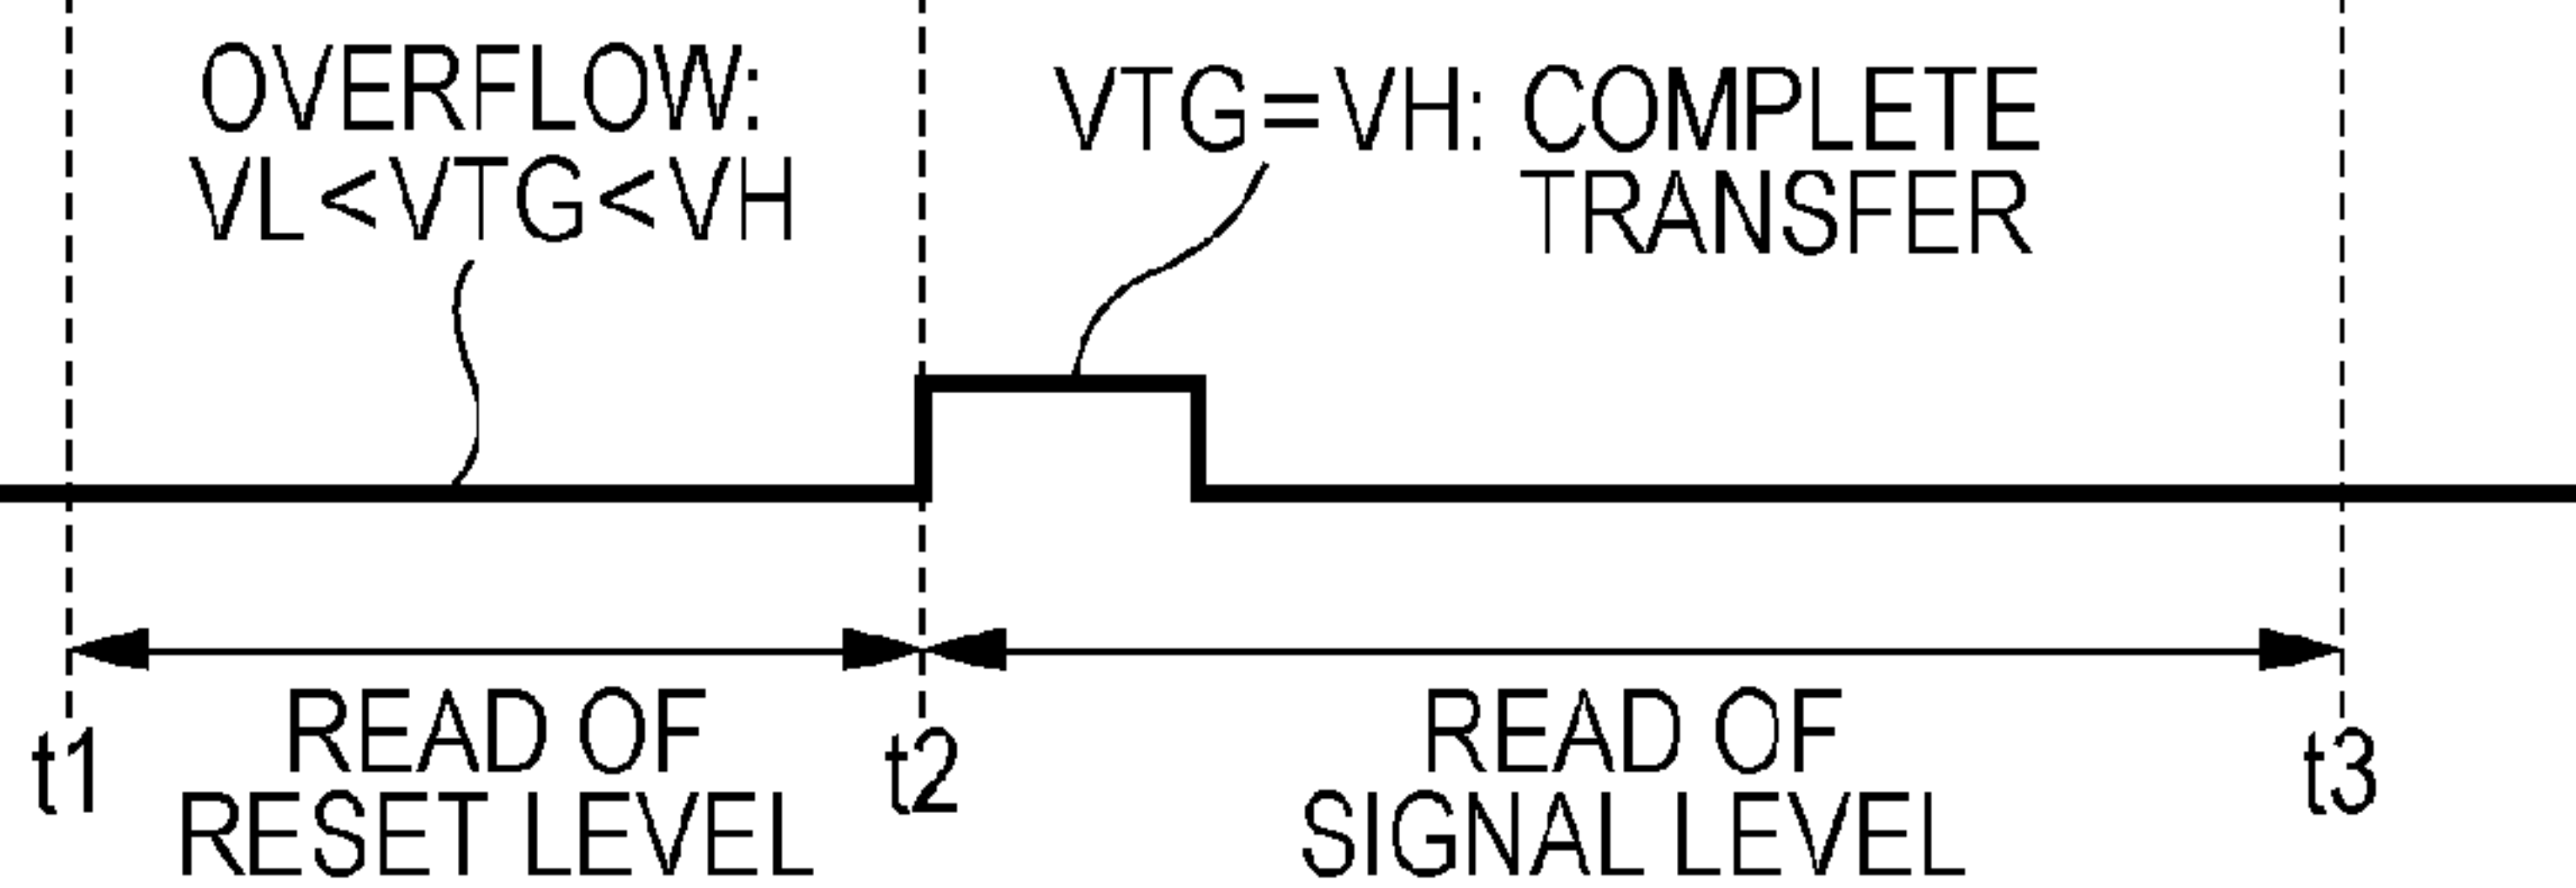 OVERFLOW:
VL<VTG<VH
VTG=VH: COMPLETE
TRANSFER
READ OF
RESET LEVEL
READ OF
SIGNAL LEVEL
t1
t2
t3